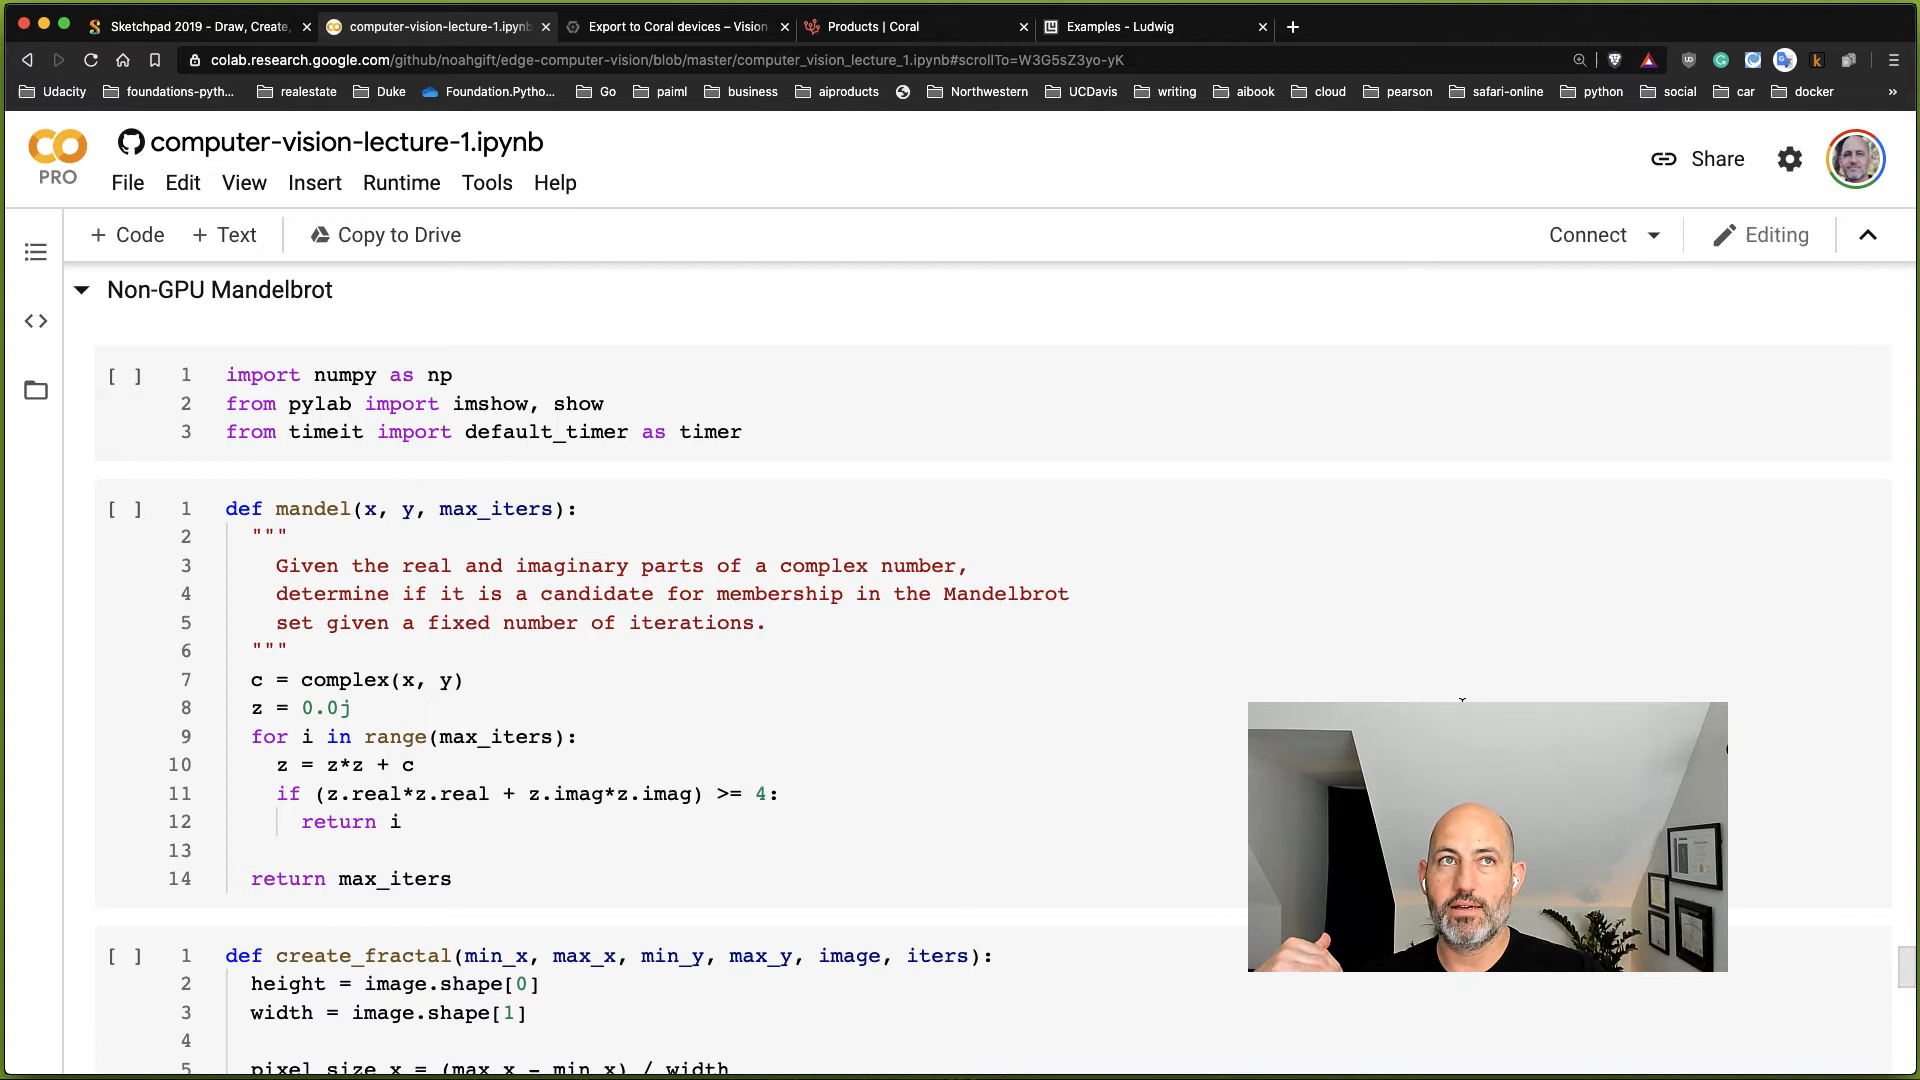 Sketchpad 2019 - Draw, Create,
computer-vision-lecture-1.ipynb
Export to Coral devices – Vision
Products | Coral
Examples - Ludwig
colab.research.google.com/github/noahgift/edge-computer-vision/blob/master/computer_vision_lecture_1.ipynb#scrollTo=W3G5sZ3yo-yK
Udacity foundations-pyth... realestate Duke Foundation.Pytho... Go paiml business aiproducts Northwestern UCDavis writing aibook cloud pearson safari-online python social car docker »
CO
PRO
computer-vision-lecture-1.ipynb
File Edit View Insert Runtime Tools Help
Share
+ Code + Text Copy to Drive
Connect
Editing
Non-GPU Mandelbrot
[ ] 1 import numpy as np
2 from pylab import imshow, show
3 from timeit import default_timer as timer
[ ] 1 def mandel(x, y, max_iters):
2 """
3 Given the real and imaginary parts of a complex number,
4 determine if it is a candidate for membership in the Mandelbrot
5 set given a fixed number of iterations.
6 """
7 c = complex(x, y)
8 z = 0.0j
9 for i in range(max_iters):
10 z = z*z + c
11 if (z.real*z.real + z.imag*z.imag) >= 4:
12 return i
13
14 return max_iters
[ ] 1 def create_fractal(min_x, max_x, min_y, max_y, image, iters):
2 height = image.shape[0]
3 width = image.shape[1]
4
5 pixel_size_x = (max_x - min_x) / width